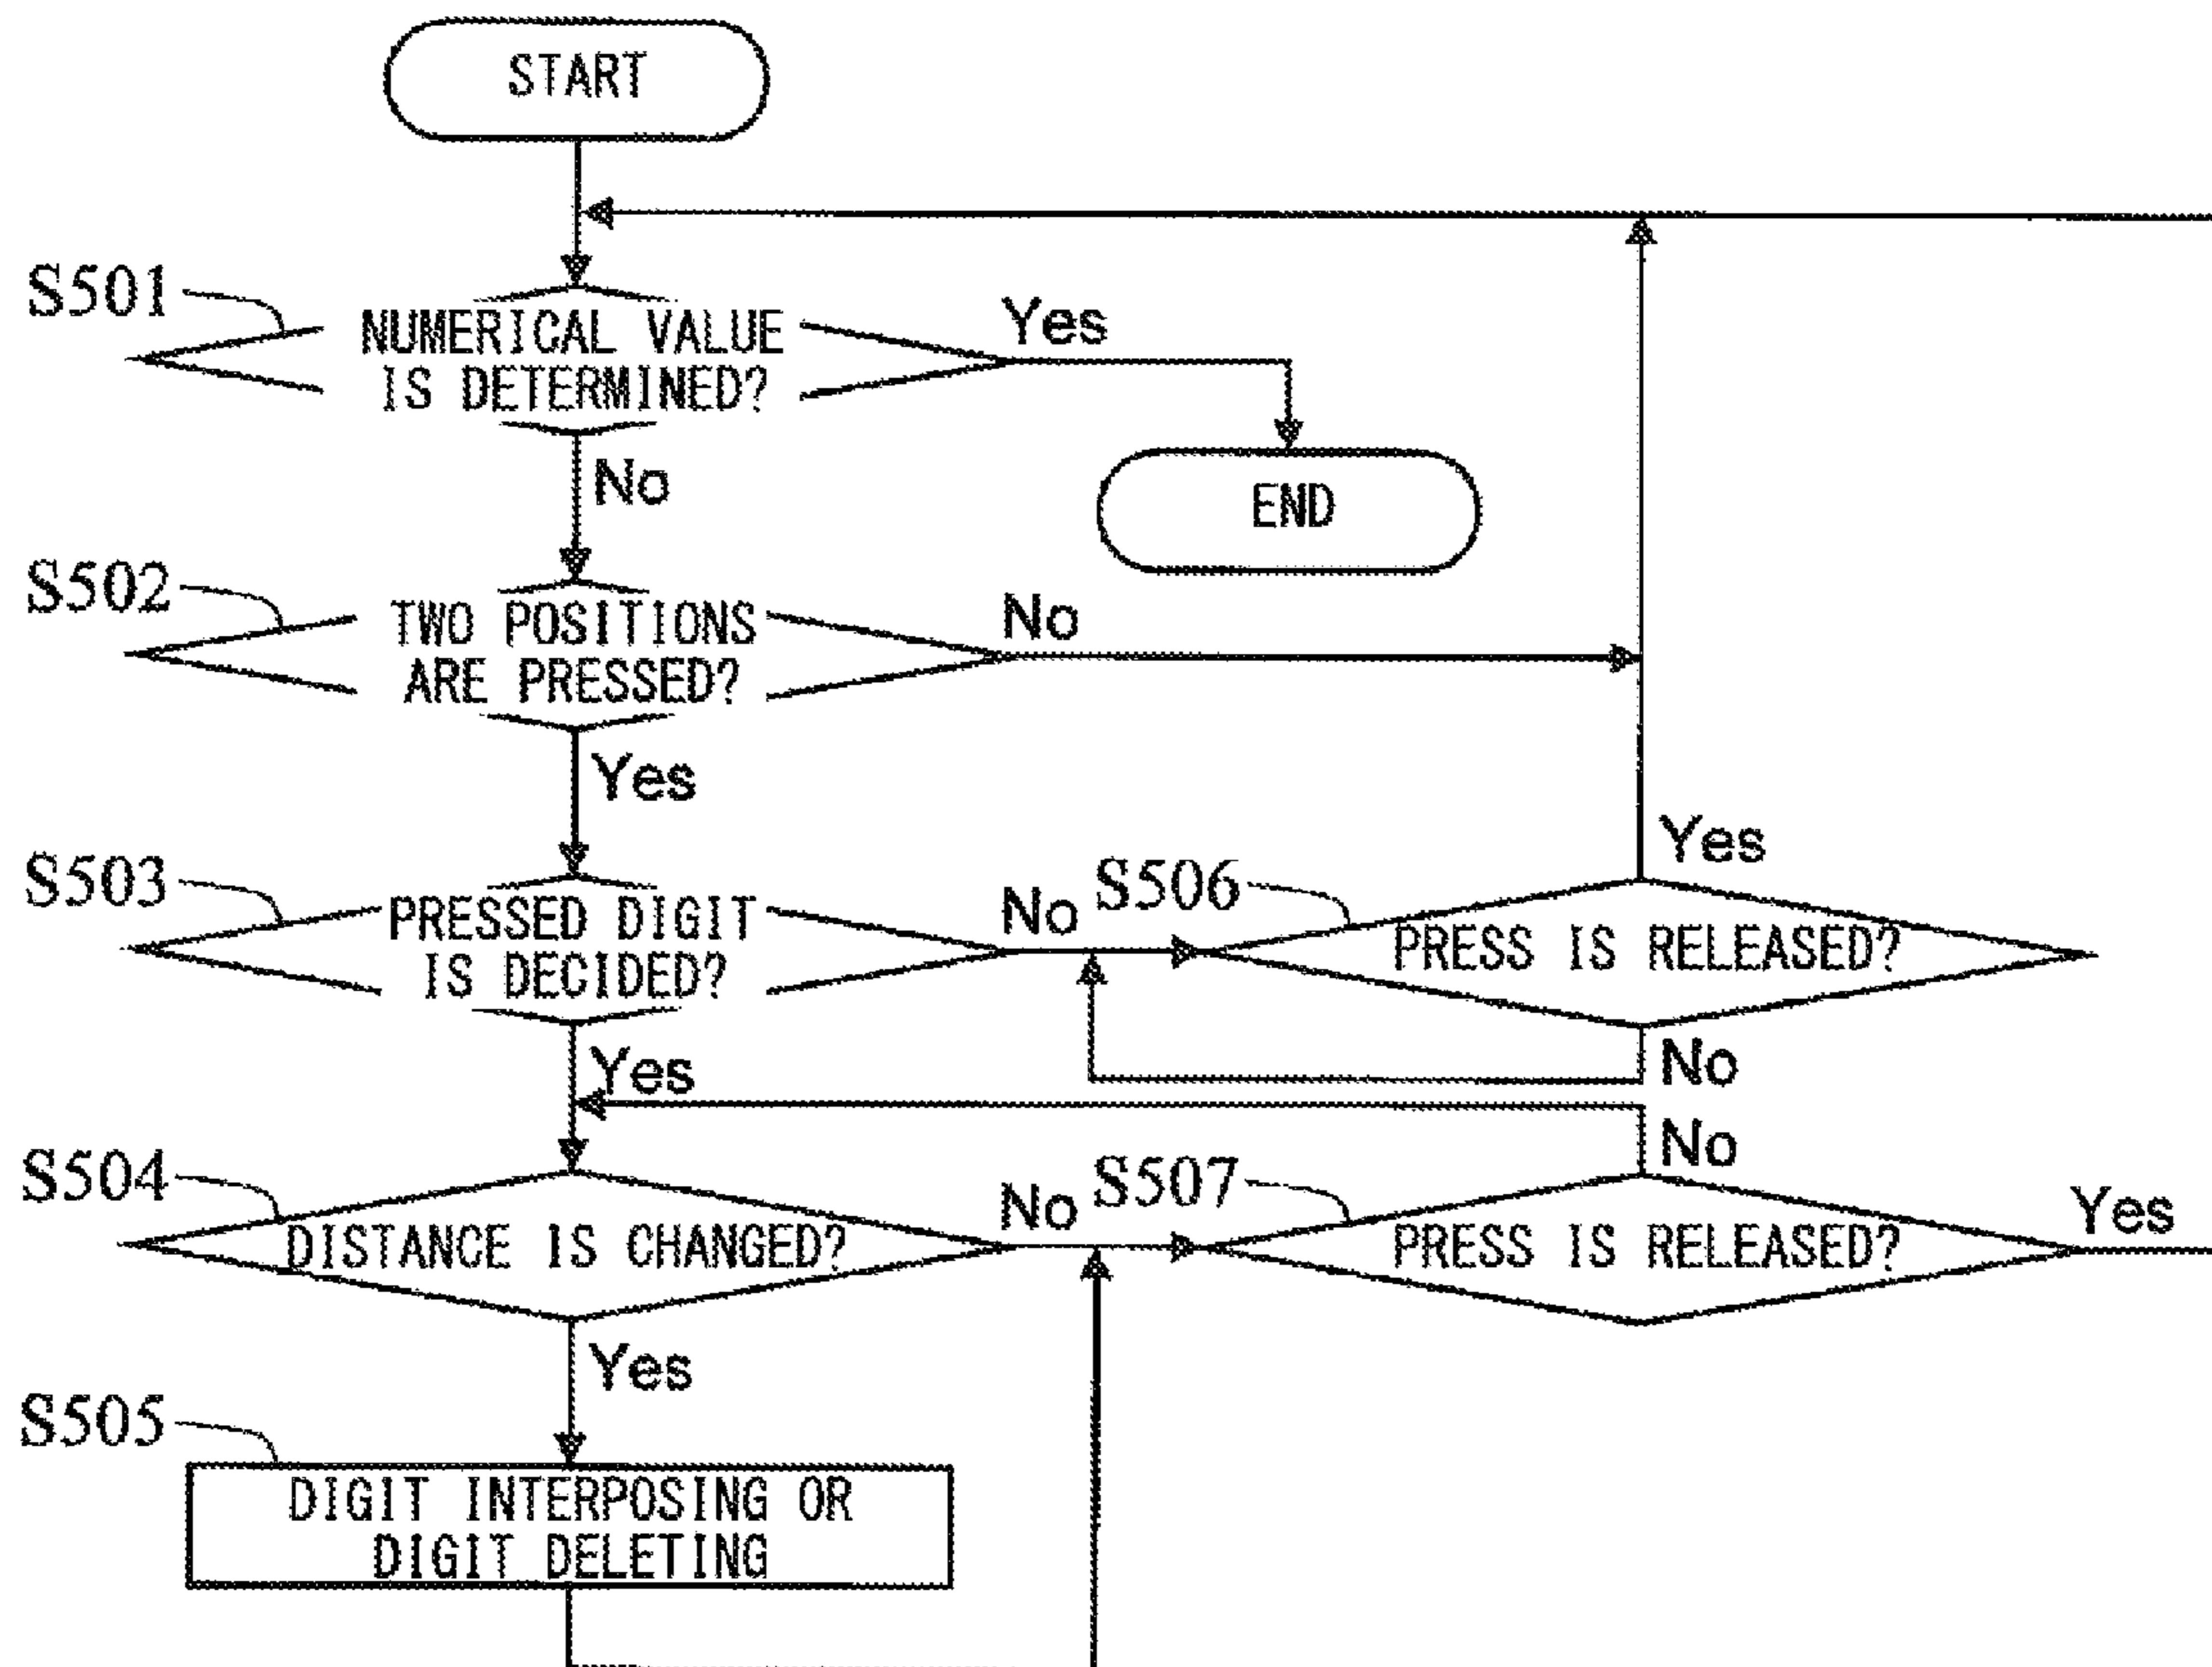 START
S501
NUMERICAL VALUE
IS DETERMINED?
Yes
No
END
S502
TWO POSITIONS
ARE PRESSED?
No
Yes
S503
PRESSED DIGIT
IS DECIDED?
No
S506
PRESS IS RELEASED?
Yes
No
Yes
S504
DISTANCE IS CHANGED?
No
S507
PRESS IS RELEASED?
No
Yes
Yes
S505
DIGIT INTERPOSING OR
DIGIT DELETING